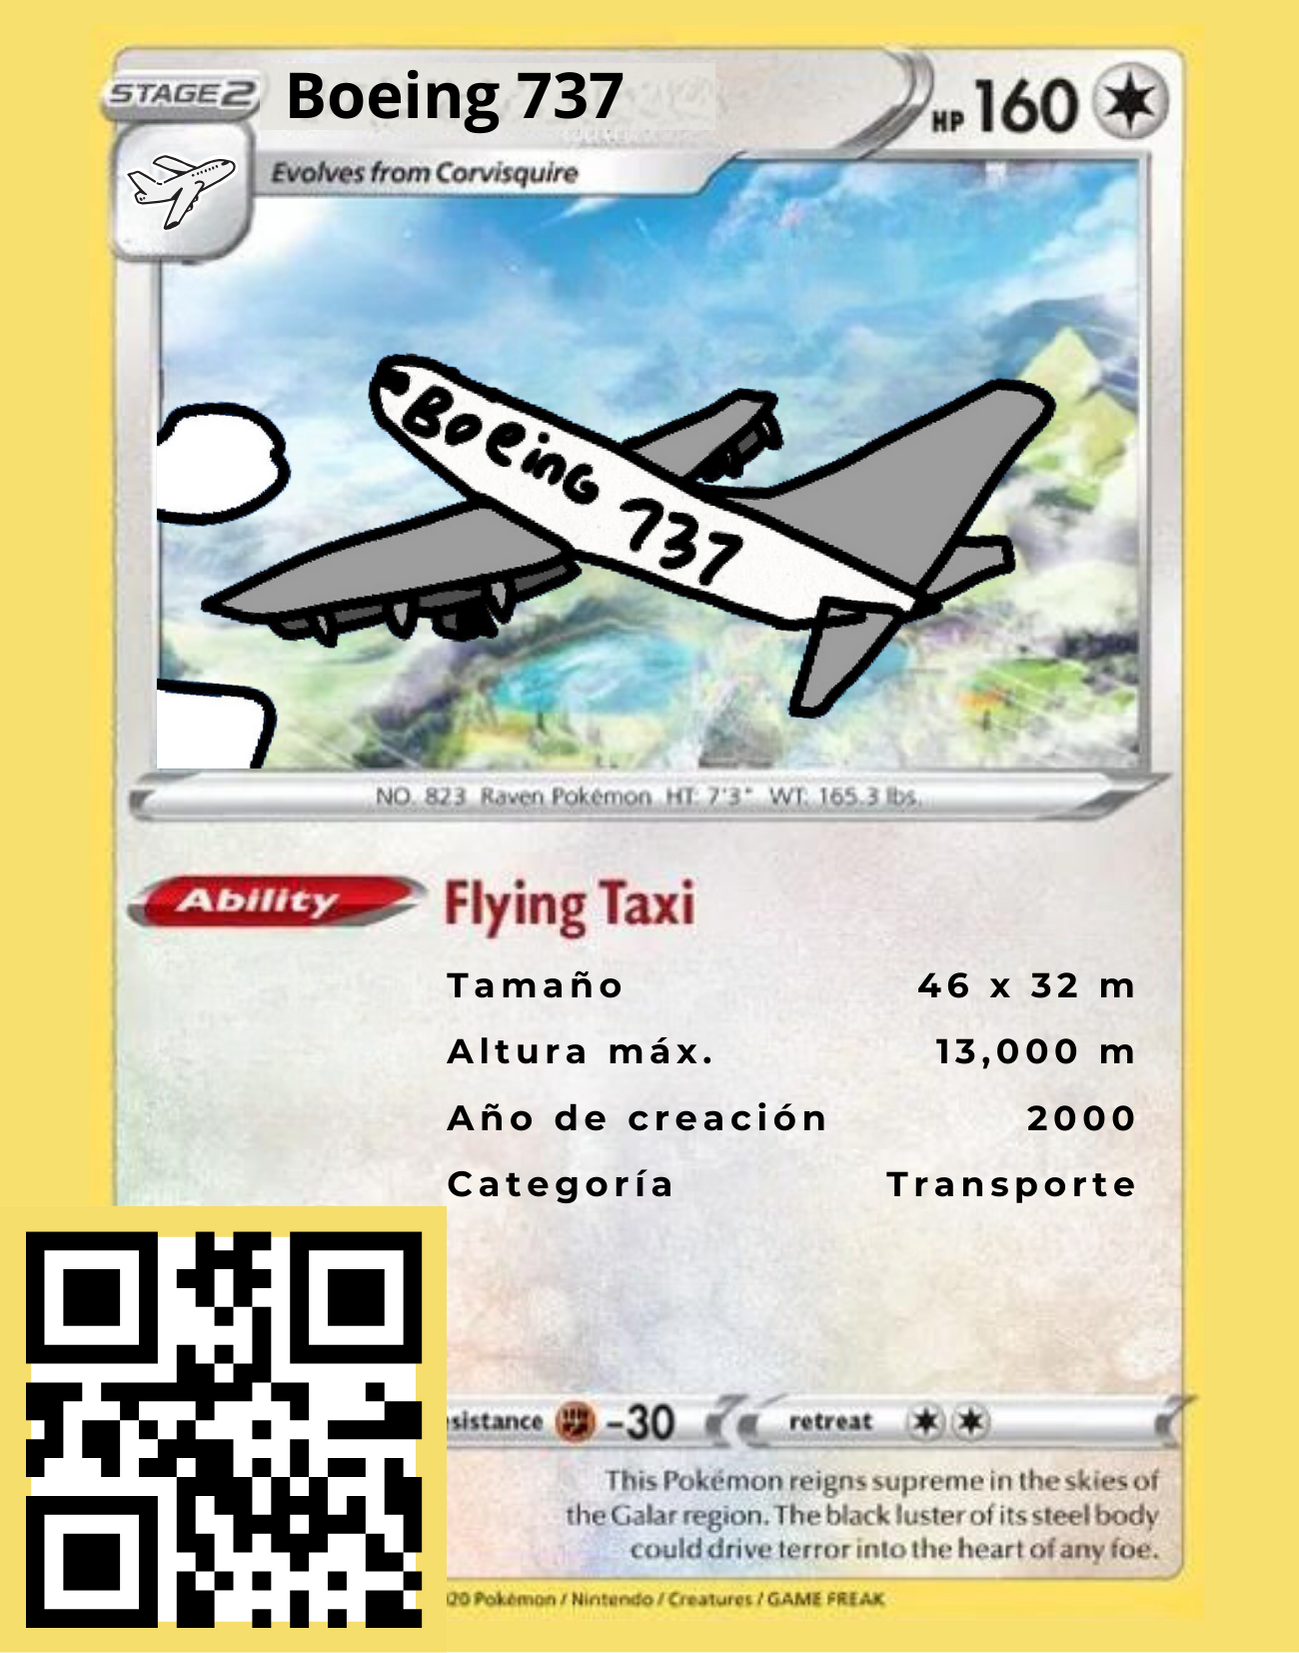 STAGE 2 Boeing 737 HP 160
Evolves from Corvisquire
Boeing 737
NO. 823 Raven Pokémon HT: 7'3" WT: 165.3 lbs.
Ability Flying Taxi
Tamaño 46 x 32 m
Altura máx. 13,000 m
Año de creación 2000
Categoría Transporte
sistance -30 retreat
This Pokémon reigns supreme in the skies of
the Galar region. The black luster of its steel body
could drive terror into the heart of any foe.
20 Pokémon / Nintendo / Creatures / GAME FREAK